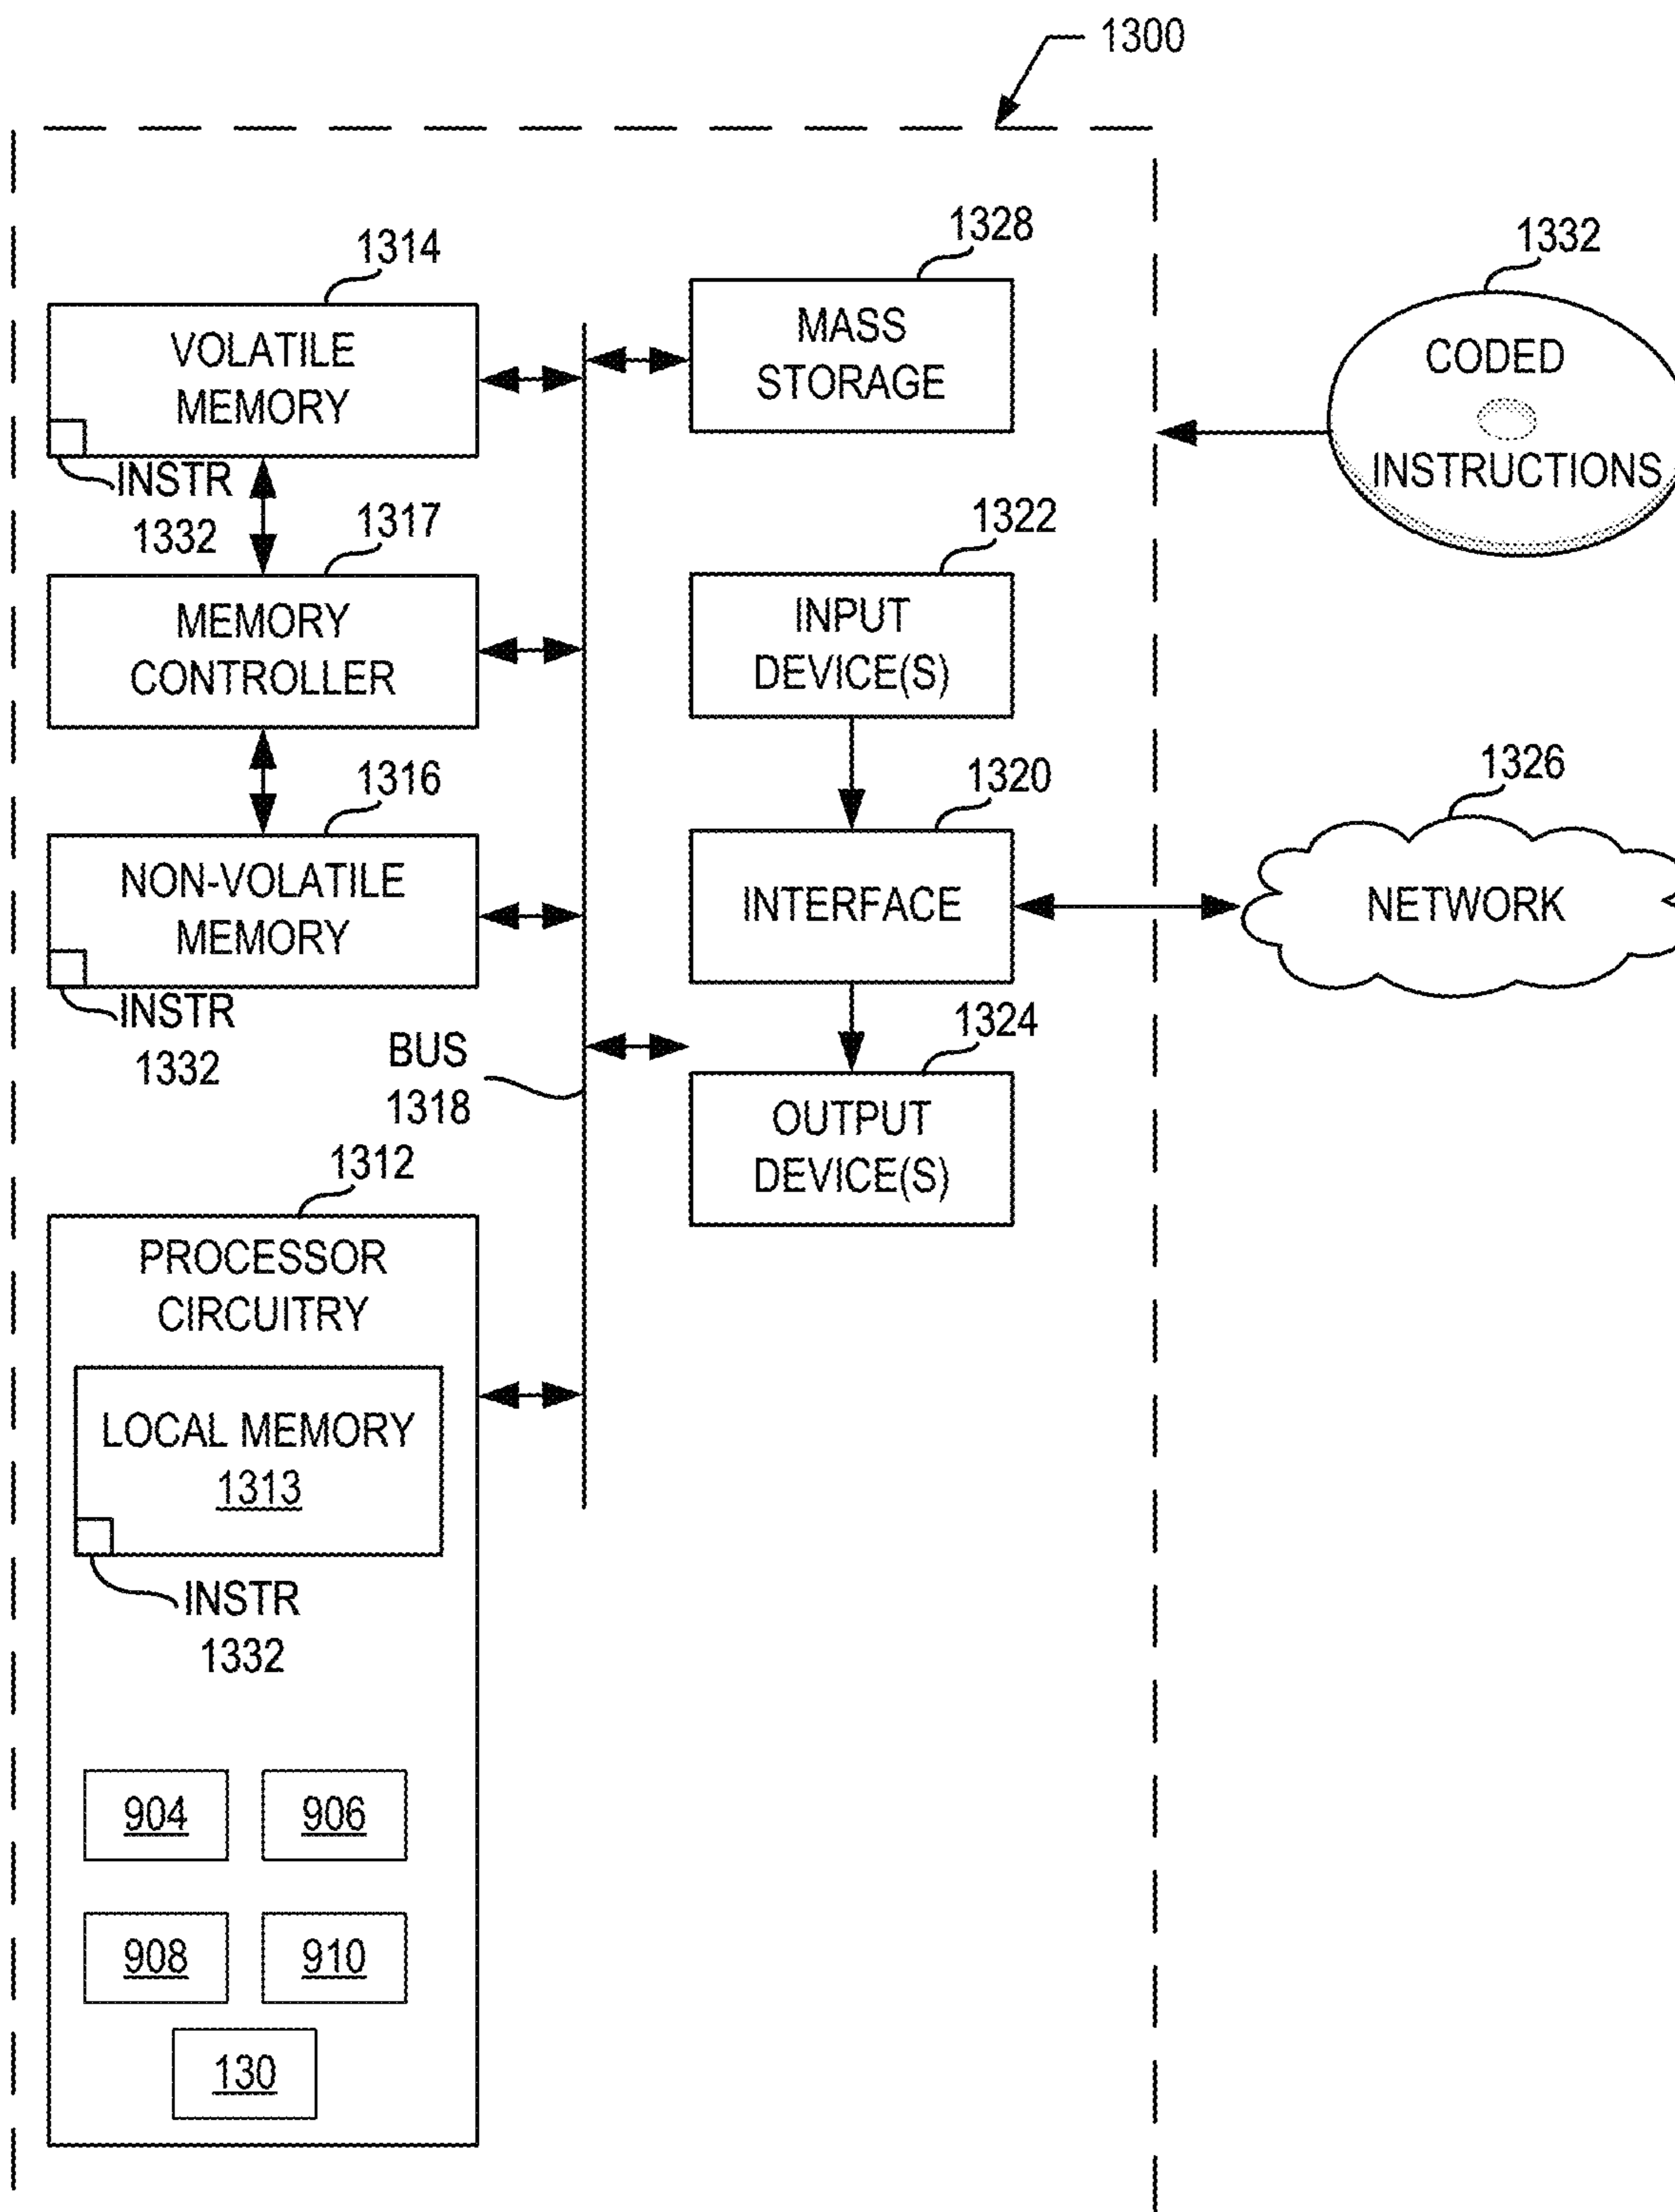 1300
1314
VOLATILE
MEMORY
INSTR
1332
1317
MEMORY
CONTROLLER
1316
NON-VOLATILE
MEMORY
INSTR
1332
BUS
1318
1312
PROCESSOR
CIRCUITRY
LOCAL MEMORY
1313
INSTR
1332
904
906
908
910
130
1328
MASS
STORAGE
1322
INPUT
DEVICE(S)
1320
INTERFACE
1324
OUTPUT
DEVICE(S)
1332
CODED
INSTRUCTIONS
1326
NETWORK